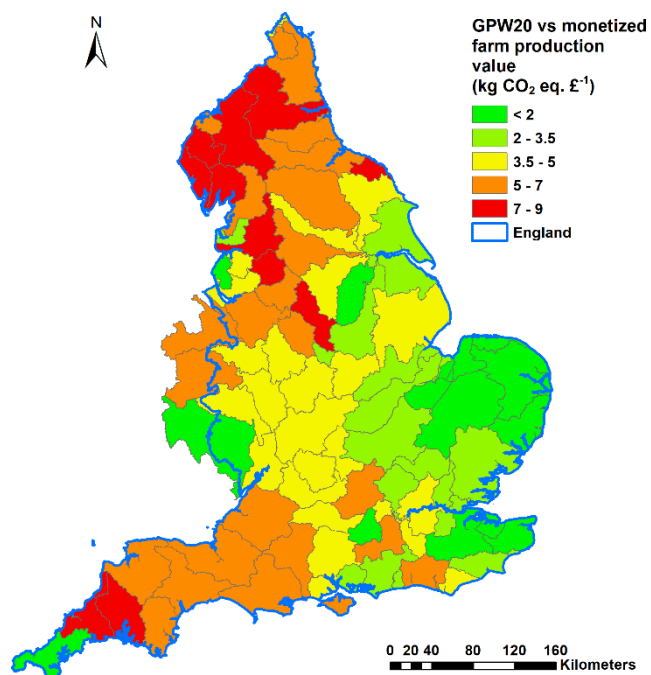 N
GPW20 vs monetized
farm production
value
(kg CO₂ eq. £⁻¹)
< 2
2 - 3.5
3.5 - 5
5 - 7
7 - 9
England
0 20 40 80 120 160
Kilometers